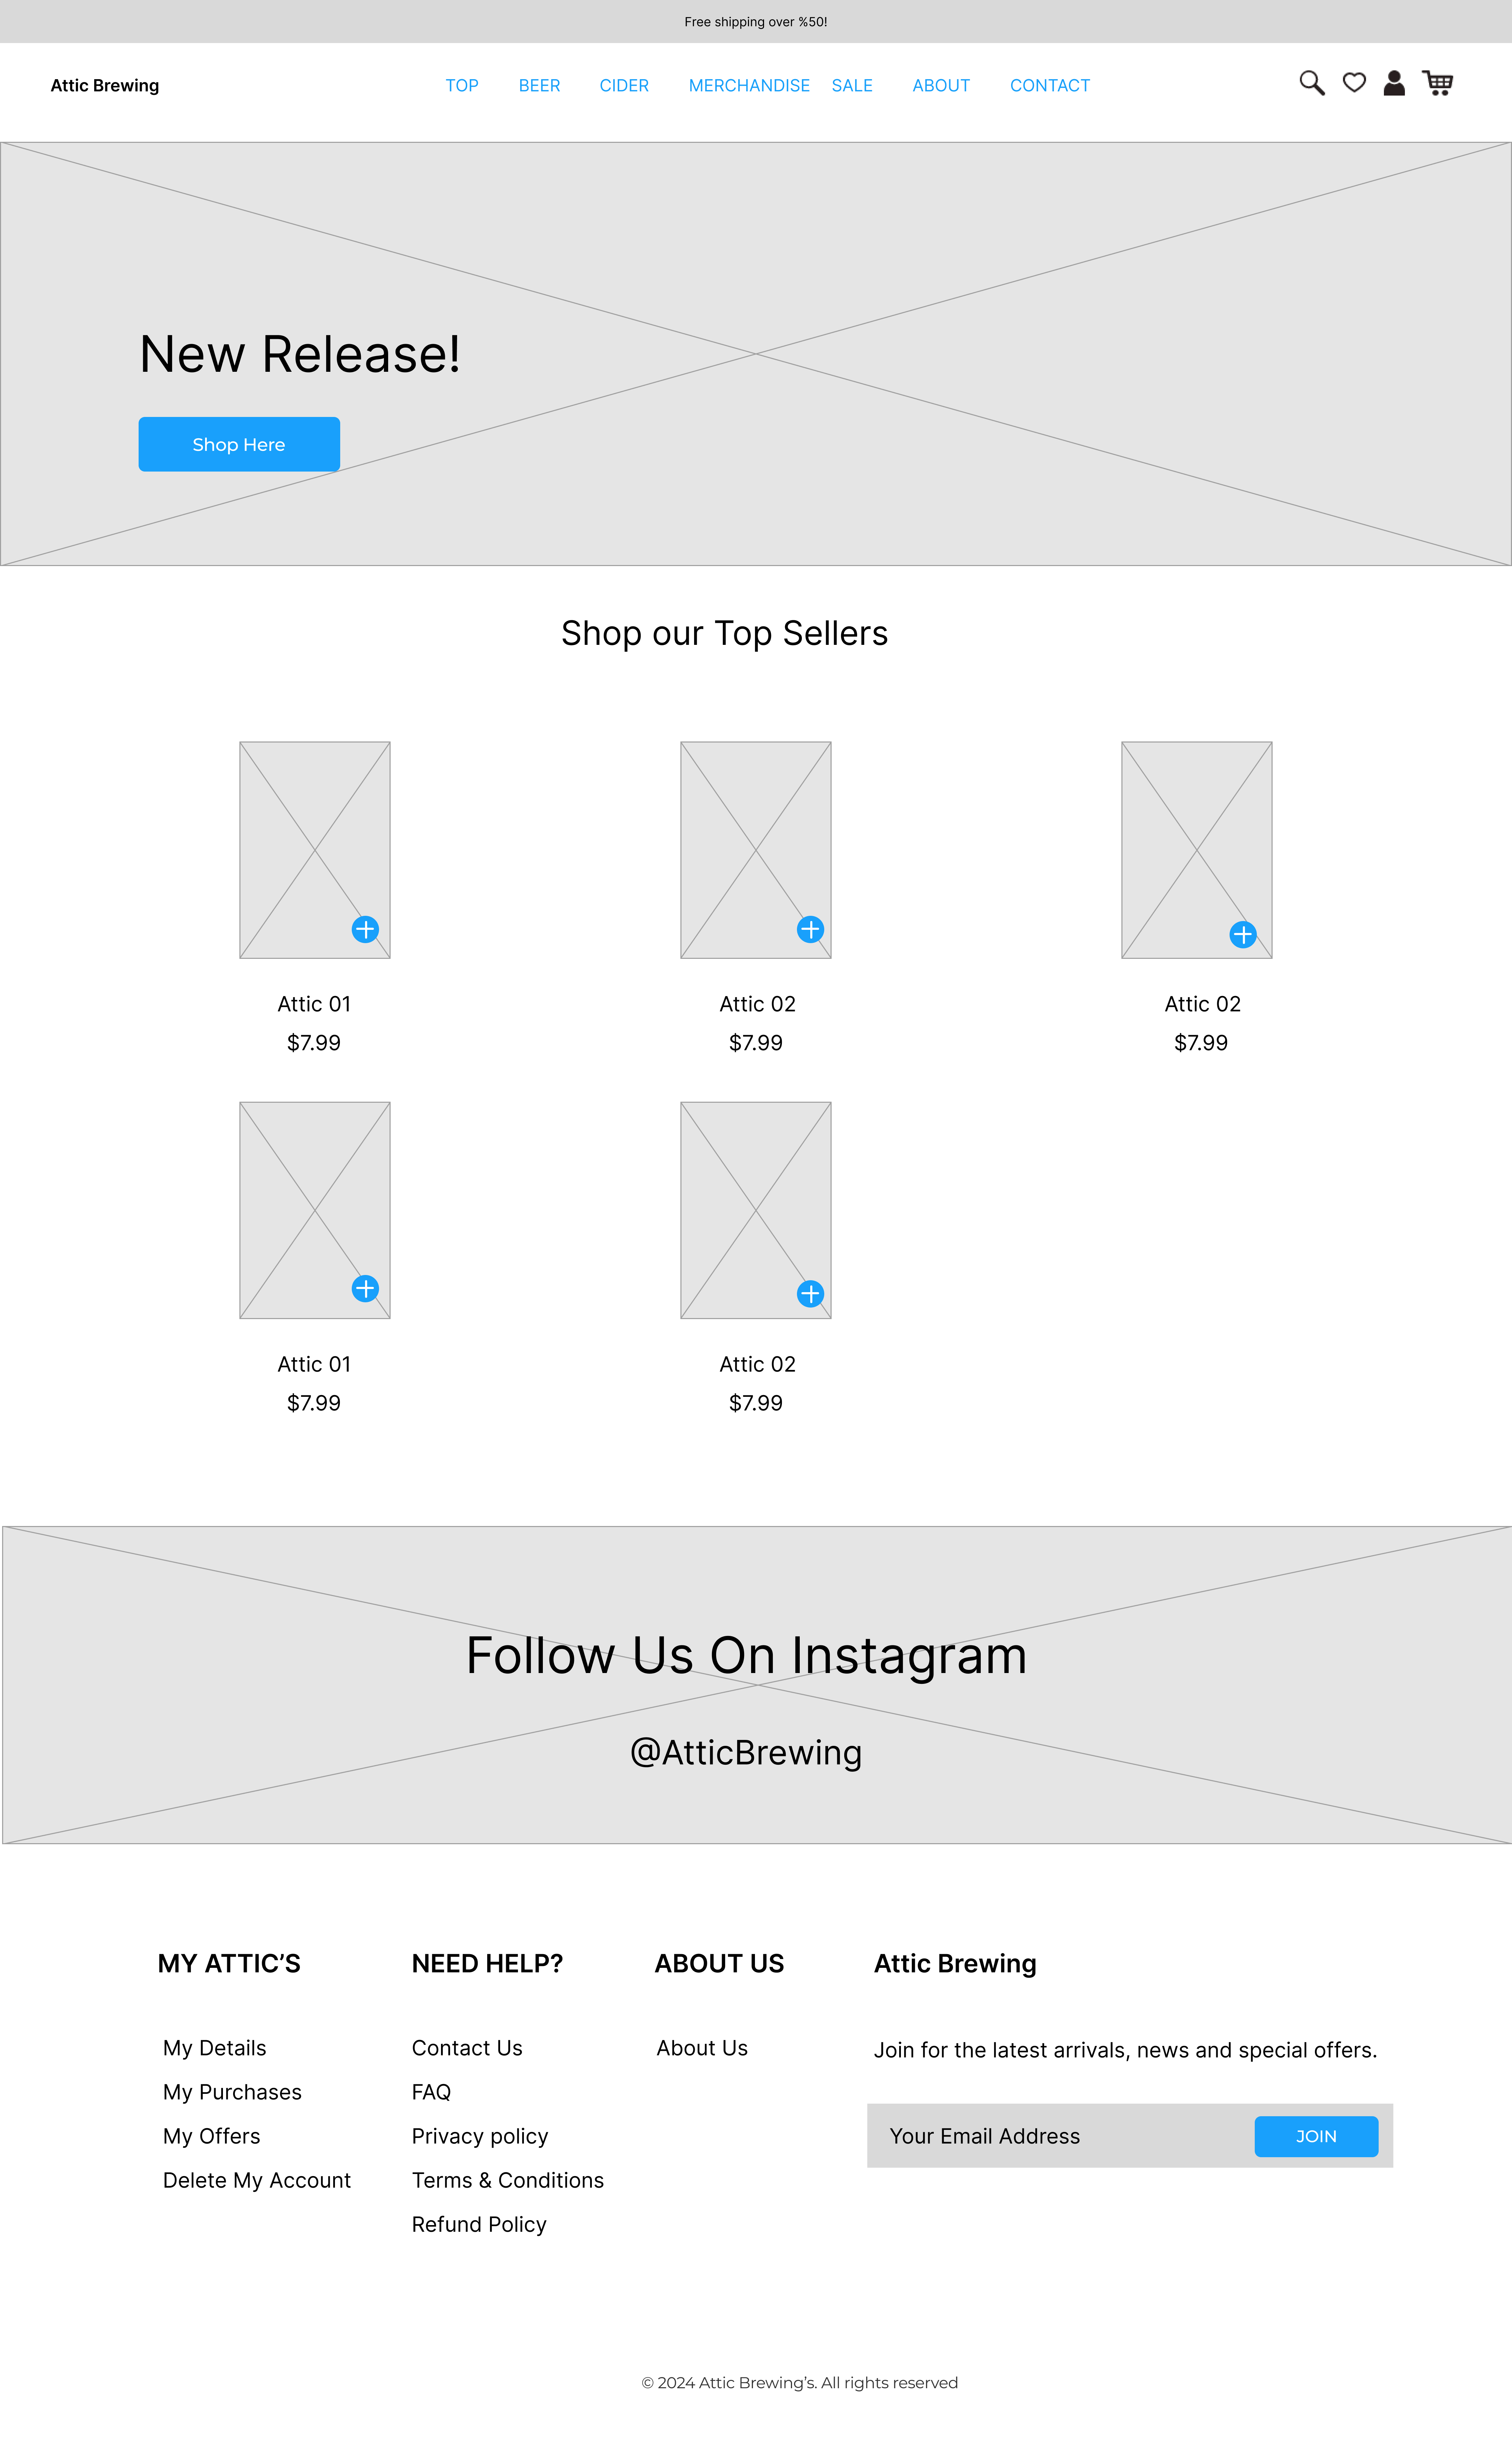 Free shipping over %50!
Attic Brewing TOP BEER CIDER MERCHANDISE SALE ABOUT CONTACT
New Release!
Shop Here
Shop our Top Sellers
Attic 01
$7.99
Attic 02
$7.99
Attic 02
$7.99
Attic 01
$7.99
Attic 02
$7.99
Follow Us On Instagram
@AtticBrewing
MY ATTIC’S
My Details
My Purchases
My Offers
Delete My Account
NEED HELP?
Contact Us
FAQ
Privacy policy
Terms & Conditions
Refund Policy
ABOUT US
About Us
Attic Brewing
Join for the latest arrivals, news and special offers.
Your Email Address JOIN
© 2024 Attic Brewing’s. All rights reserved